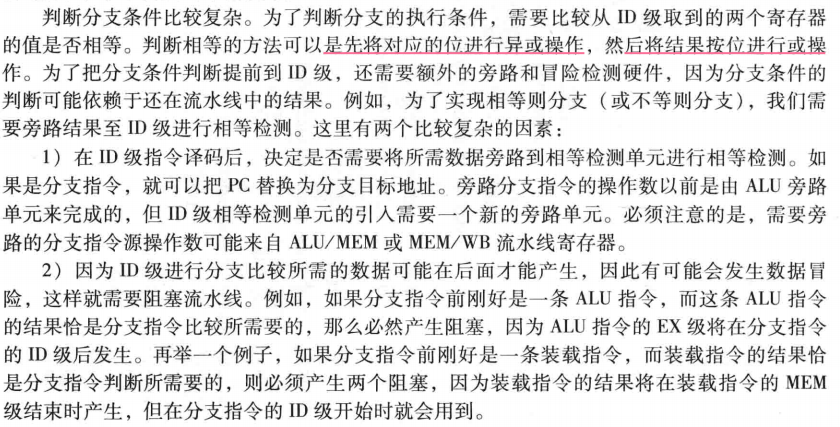 判断分支条件比较复杂。为了判断分支的执行条件，需要比较从 ID 级取到的两个寄存器
的值是否相等。判断相等的方法可以是先将对应的位进行异或操作，然后将结果按位进行或操
作。为了把分支条件判断提前到 ID 级，还需要额外的旁路和冒险检测硬件，因为分支条件的
判断可能依赖于还在流水线中的结果。例如，为了实现相等则分支（或不等则分支），我们需
要旁路结果至 ID 级进行相等检测。这里有两个比较复杂的因素：
1）在 ID 级指令译码后，决定是否需要将所需数据旁路到相等检测单元进行相等检测。如
果是分支指令，就可以把 PC 替换为分支目标地址。旁路分支指令的操作数以前是由 ALU 旁路
单元来完成的，但 ID 级相等检测单元的引入需要一个新的旁路单元。必须注意的是，需要旁
路的分支指令源操作数可能来自 ALU/MEM 或 MEM/WB 流水线寄存器。
2）因为 ID 级进行分支比较所需的数据可能在后面才能产生，因此有可能会发生数据冒
险，这样就需要阻塞流水线。例如，如果分支指令前刚好是一条 ALU 指令，而这条 ALU 指令
的结果恰是分支指令比较所需要的，那么必然产生阻塞，因为 ALU 指令的 EX 级将在分支指令
的 ID 级后发生。再举一个例子，如果分支指令前刚好是一条装载指令，而装载指令的结果恰
是分支指令判断所需要的，则必须产生两个阻塞，因为装载指令的结果将在装载指令的 MEM
级结束时产生，但在分支指令的 ID 级开始时就会用到。